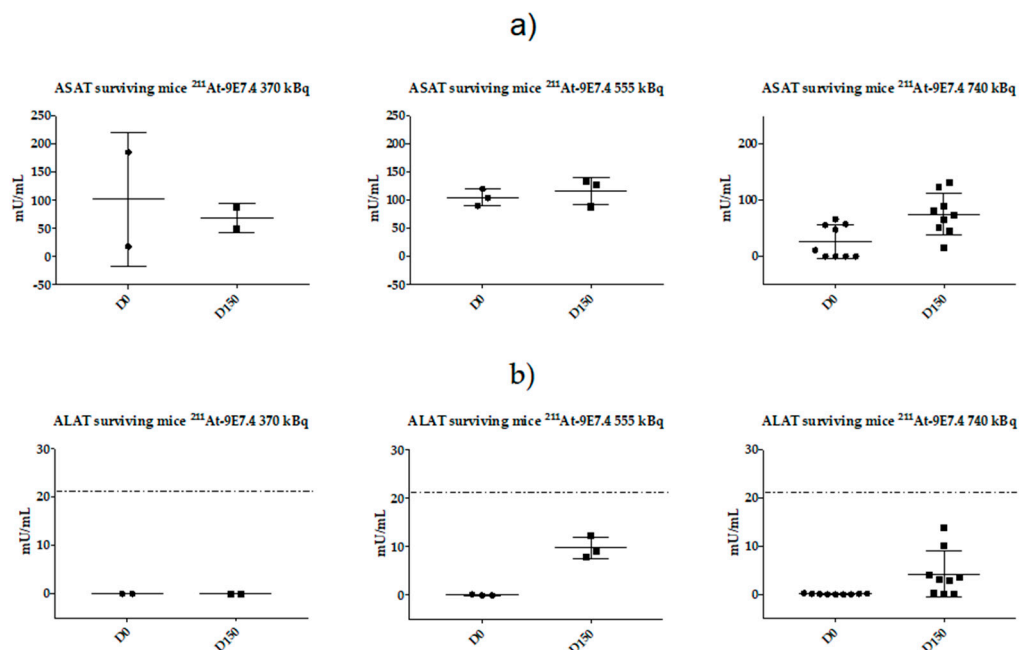 a)
ASAT surviving mice ²¹¹At-9E7.4 370 kBq
ASAT surviving mice ²¹¹At-9E7.4 555 kBq
ASAT surviving mice ²¹¹At-9E7.4 740 kBq
mU/mL
250
200
150
100
50
0
-50
D0
D150
mU/mL
250
200
150
100
50
0
-50
D0
D150
mU/mL
200
100
0
D0
D150
b)
ALAT surviving mice ²¹¹At-9E7.4 370 kBq
ALAT surviving mice ²¹¹At-9E7.4 555 kBq
ALAT surviving mice ²¹¹At-9E7.4 740 kBq
mU/mL
30
20
10
0
D0
D150
mU/mL
30
20
10
0
D0
D150
mU/mL
30
20
10
0
D0
D150